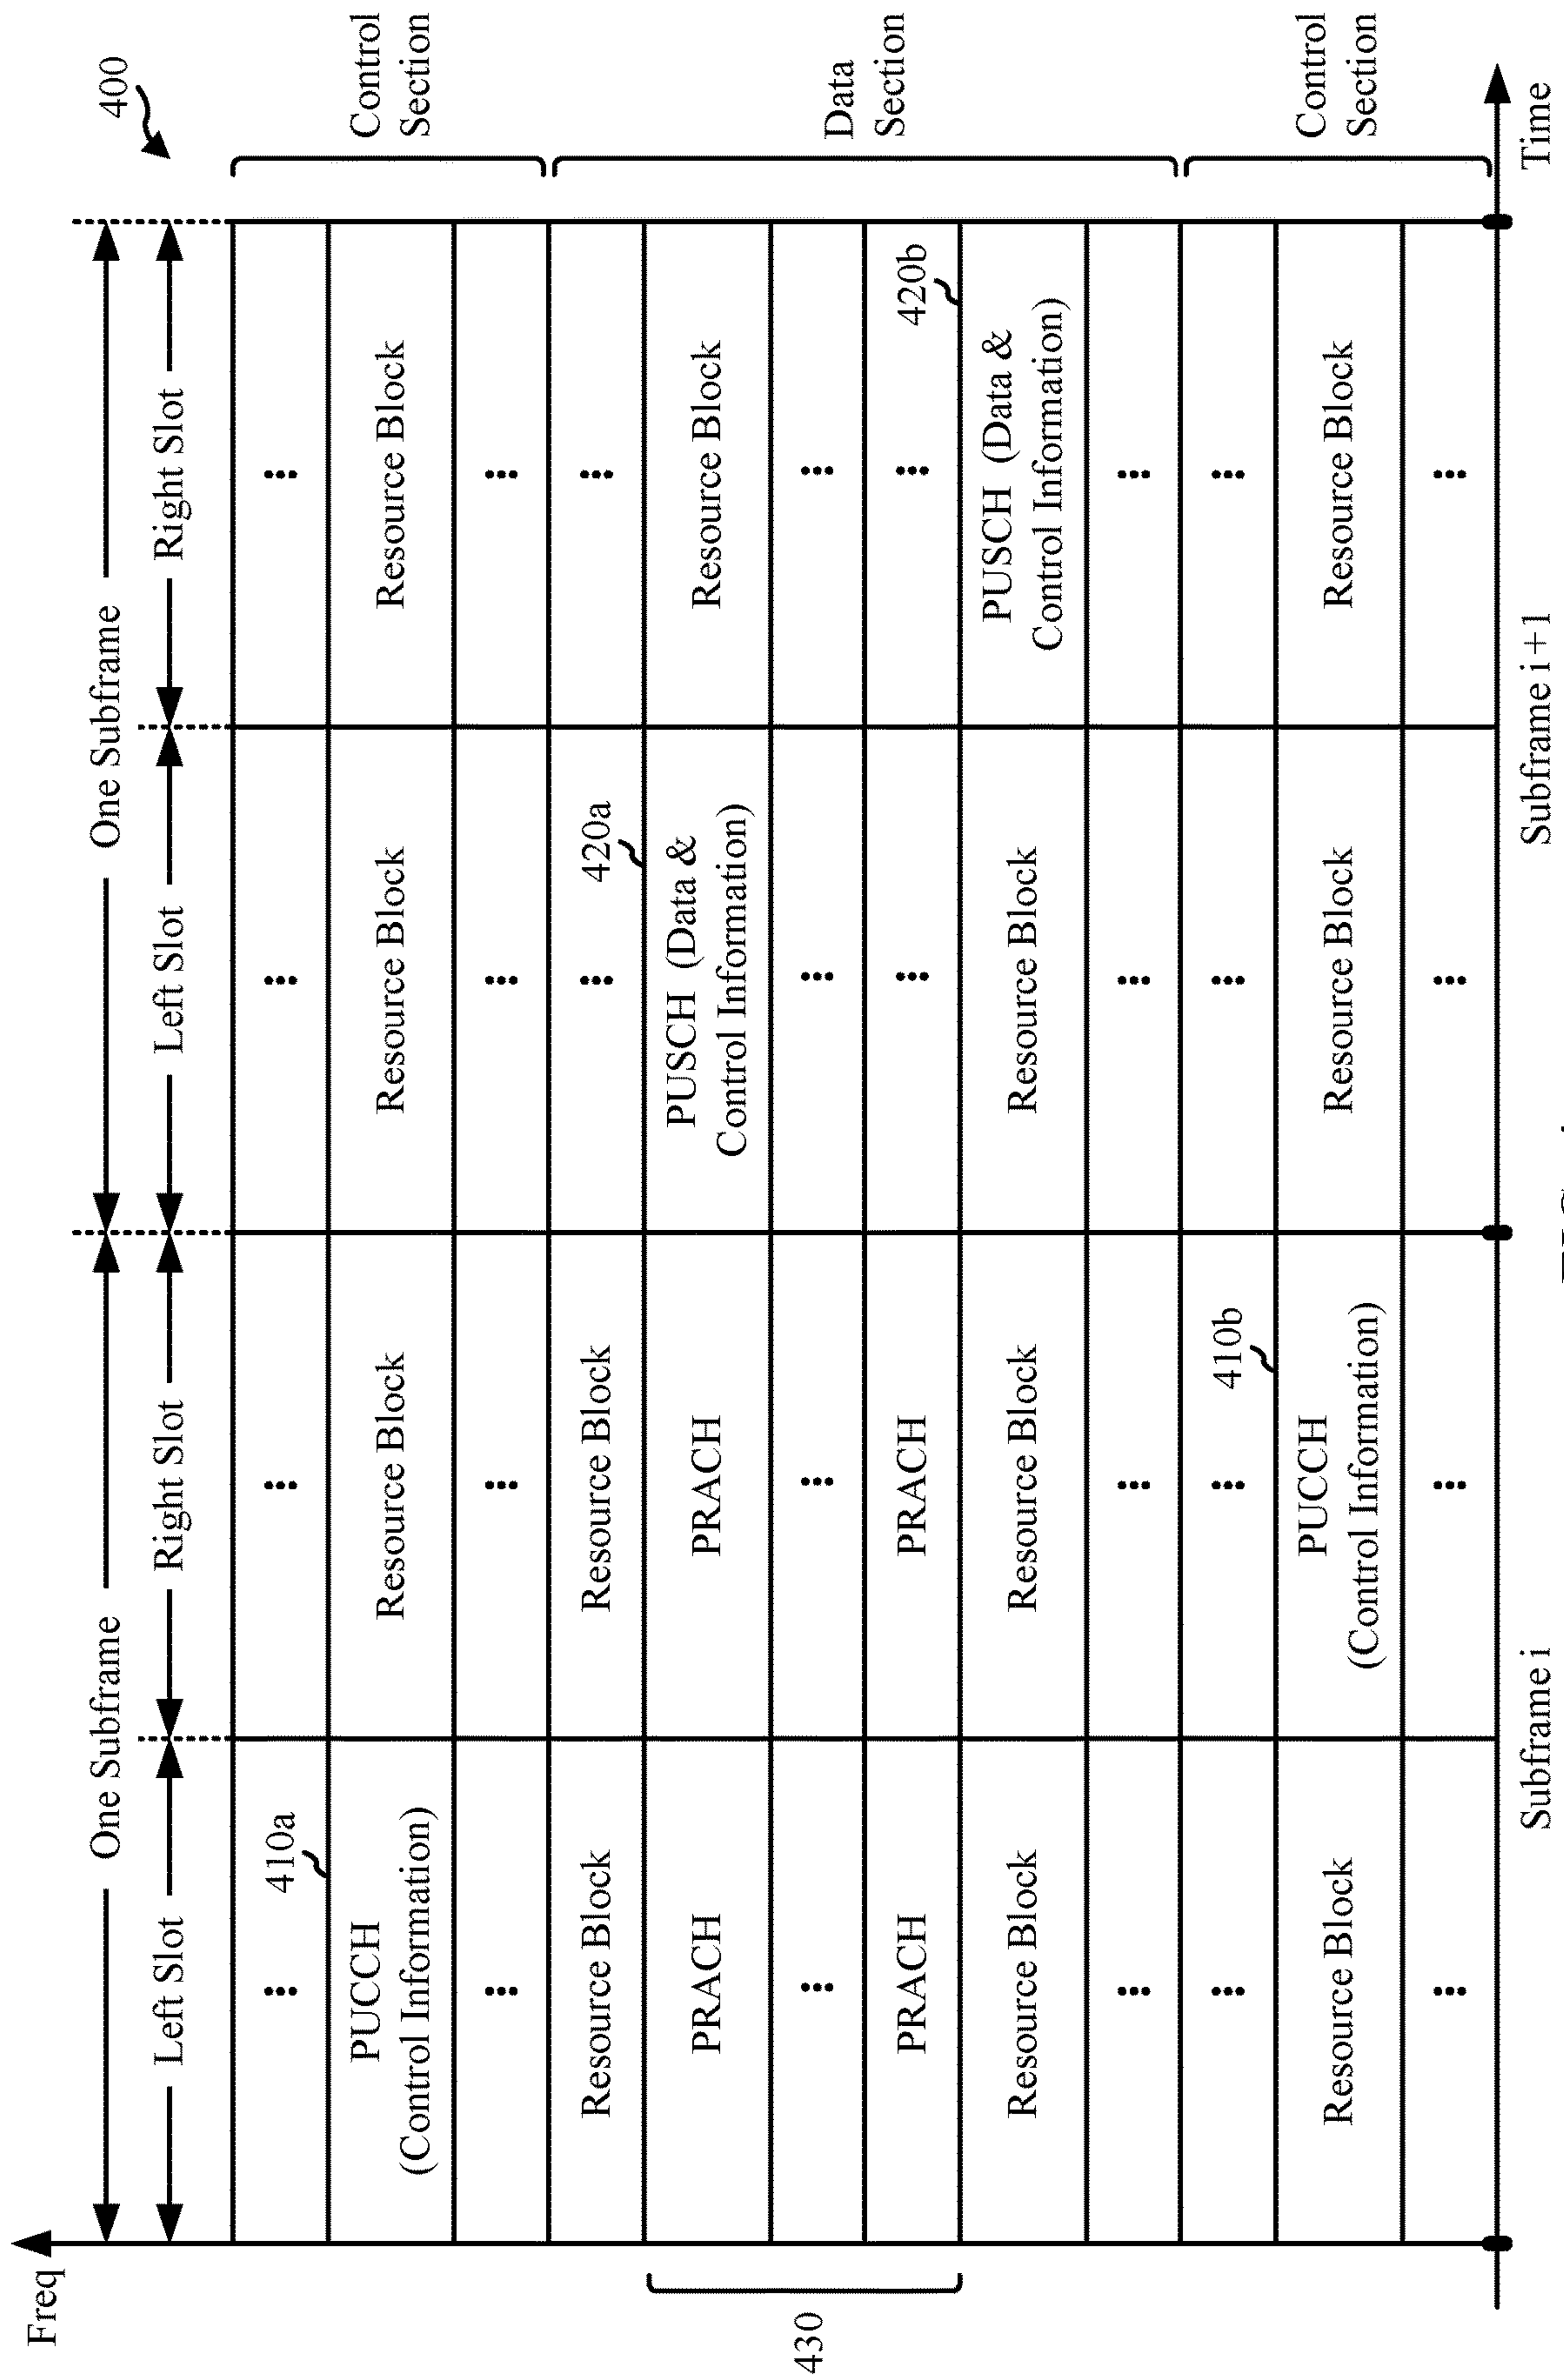 400
One Subframe
One Subframe
Left Slot
Right Slot
Left Slot
Right Slot
Freq
Control
Section
Data
Section
Control
Section
410a
PUCCH
(Control Information)
Resource Block
Resource Block
Resource Block
Resource Block
Resource Block
420a
430
PRACH
PRACH
PUSCH (Data &
Control Information)
Resource Block
PRACH
PRACH
420b
Resource Block
Resource Block
Resource Block
PUSCH (Data &
Control Information)
410b
Resource Block
PUCCH
(Control Information)
Resource Block
Resource Block
Subframe i
Subframe i+1
Time